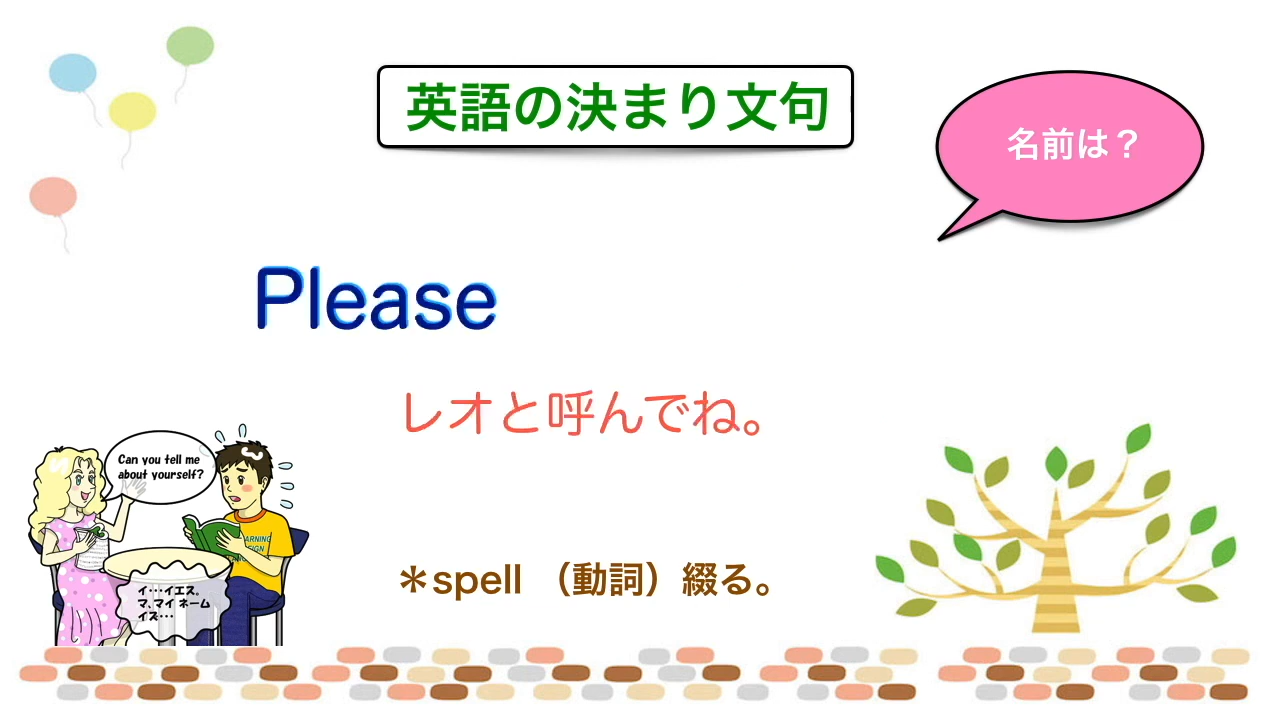 英語の決まり文句
名前は？
Please
レオと呼んでね。
Can you tell me
about yourself?
イ・・・イエス。
マ、マイ ネーム
イズ・・・
＊spell （動詞）綴る。